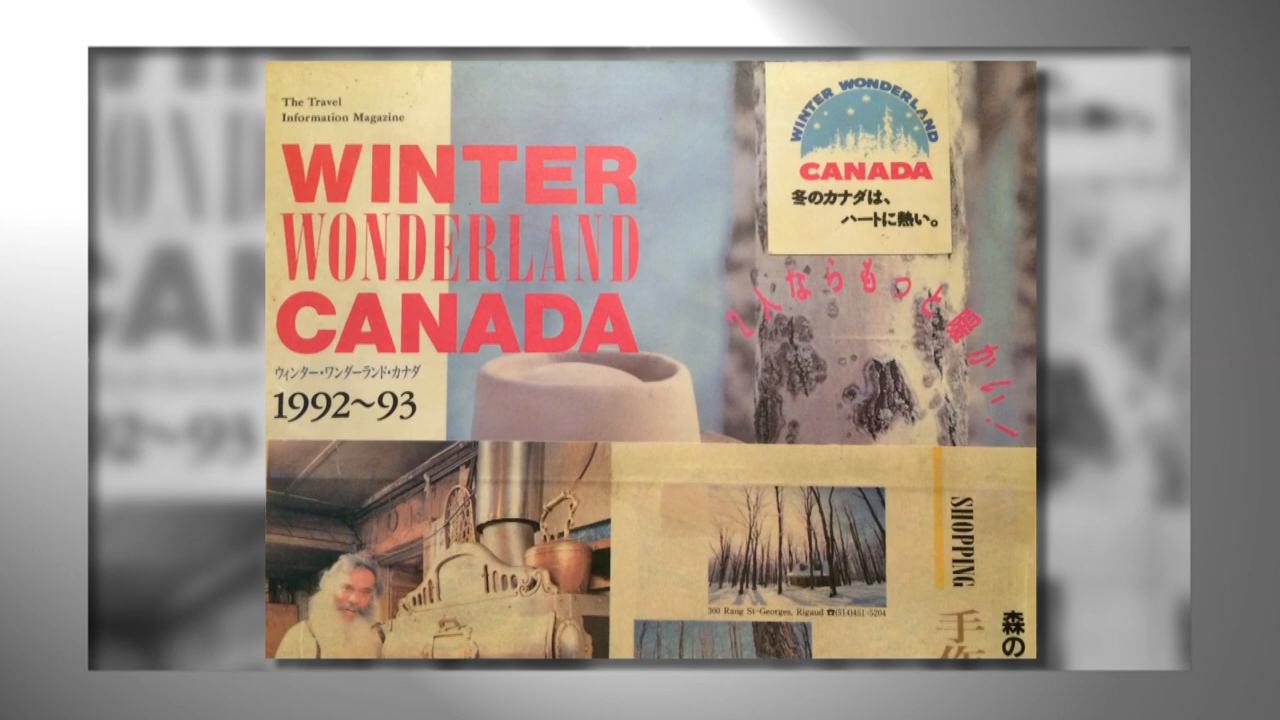 The Travel
Information Magazine
WINTER
WONDERLAND
CANADA
ウィンター・ワンダーランド・カナダ
1992〜93
WINTER WONDERLAND
CANADA
冬のカナダは、
ハートに熱い。
2人ならもっと暖かい!
300 Rang St-Georges, Rigaud ☎(514)451-5204
SHOPPING
森の
手作